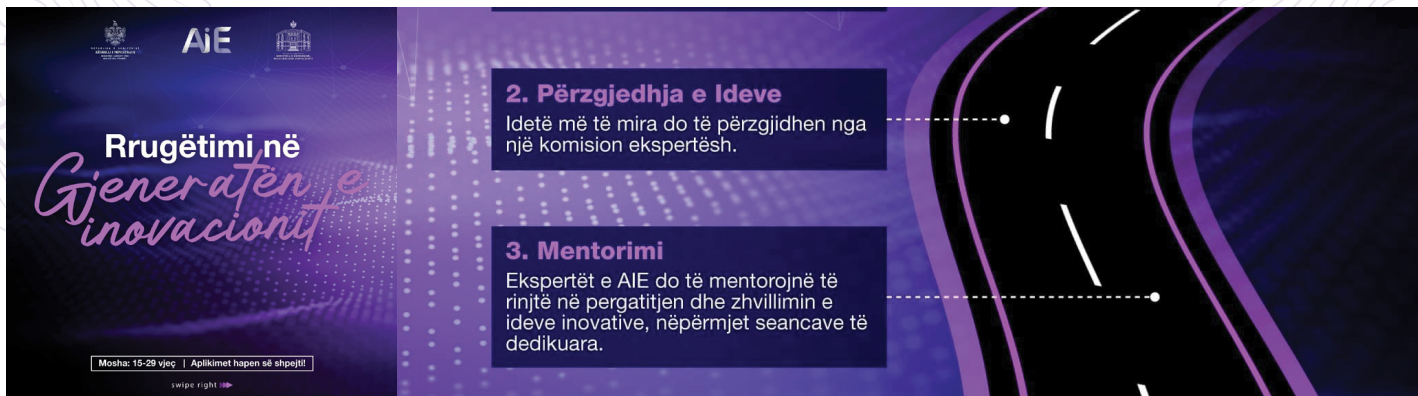 AiE
Rrugëtimi në
Gjeneratën e
inovacionit
Mosha: 15-29 vjeç | Aplikimet hapen së shpejti!
swipe right
2. Përzgjedhja e Ideve
Idetë më të mira do të përzgjidhen nga
një komision ekspertësh.
3. Mentorimi
Ekspertët e AIE do të mentorojnë të
rinjtë në pergatitjen dhe zhvillimin e
ideve inovative, nëpërmjet seancave të
dedikuara.